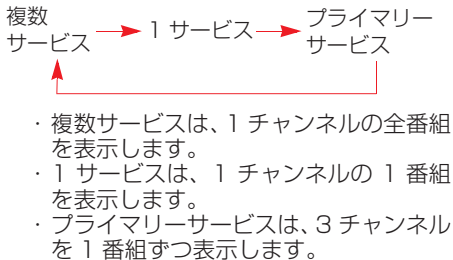 複数
サービス
1 サービス
プライマリー
サービス
・複数サービスは、1 チャンネルの全番組
を表示します。
・1 サービスは、1 チャンネルの 1 番組
を表示します。
・プライマリーサービスは、3 チャンネル
を 1 番組ずつ表示します。